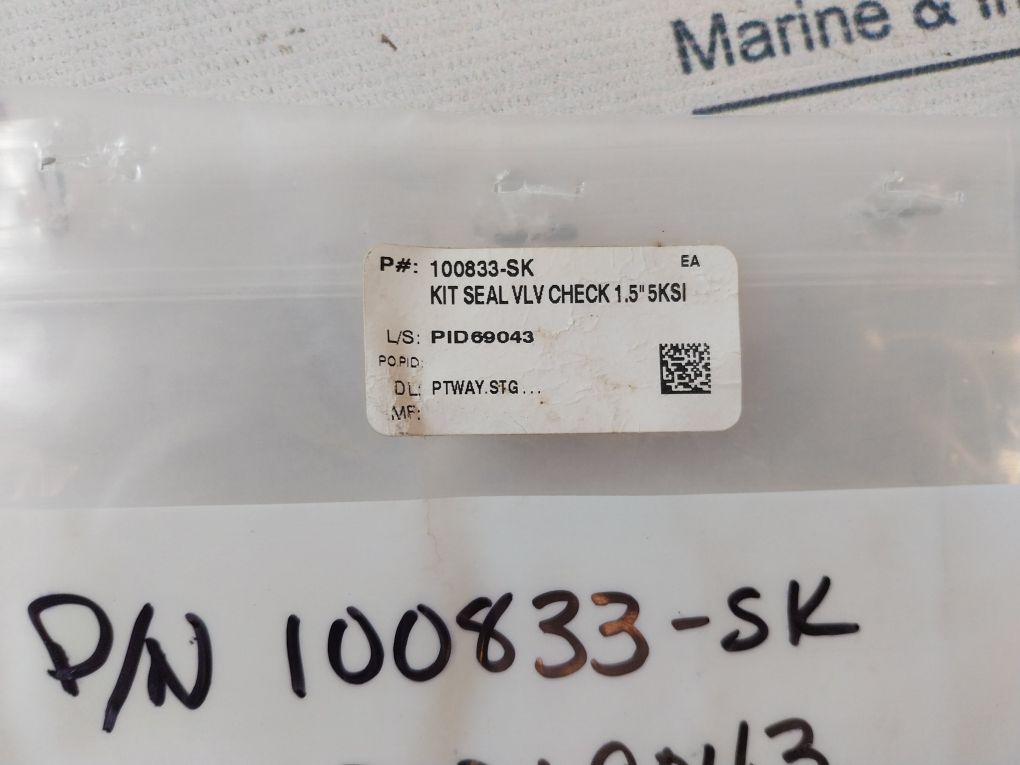 Marine &
P#: 100833-SK EA
KIT SEAL VLV CHECK 1.5" 5KSI
L/S: PID69043
PO.PID:
DL: PTWAY.STG...
MF:
P/N 100833-SK